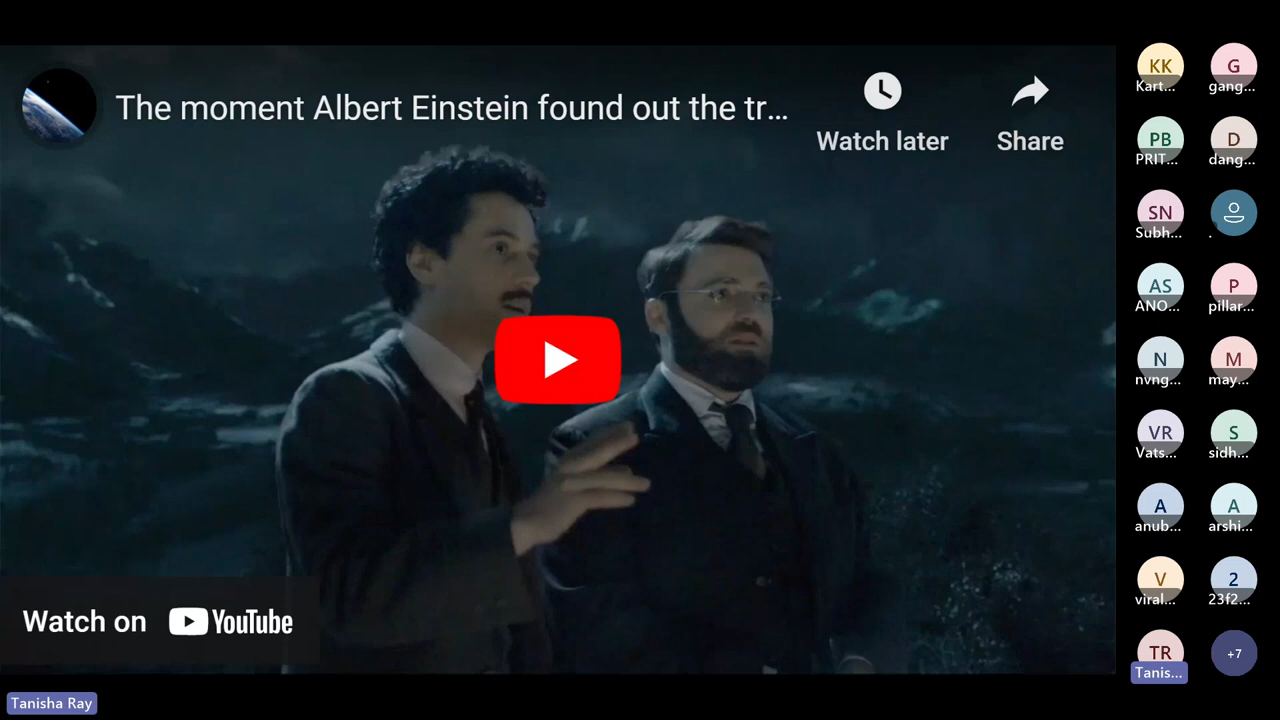 The moment Albert Einstein found out the tr...
Watch later
Share
Watch on YouTube
Tanisha Ray
KK
Kart...
G
gang...
PB
PRIT...
D
dang...
SN
Subh...
.
AS
ANO...
P
pillar...
N
nvng...
M
may...
VR
Vats...
S
sidh...
A
anub...
A
arshi...
V
viral...
2
23f2...
TR
Tanis...
+7